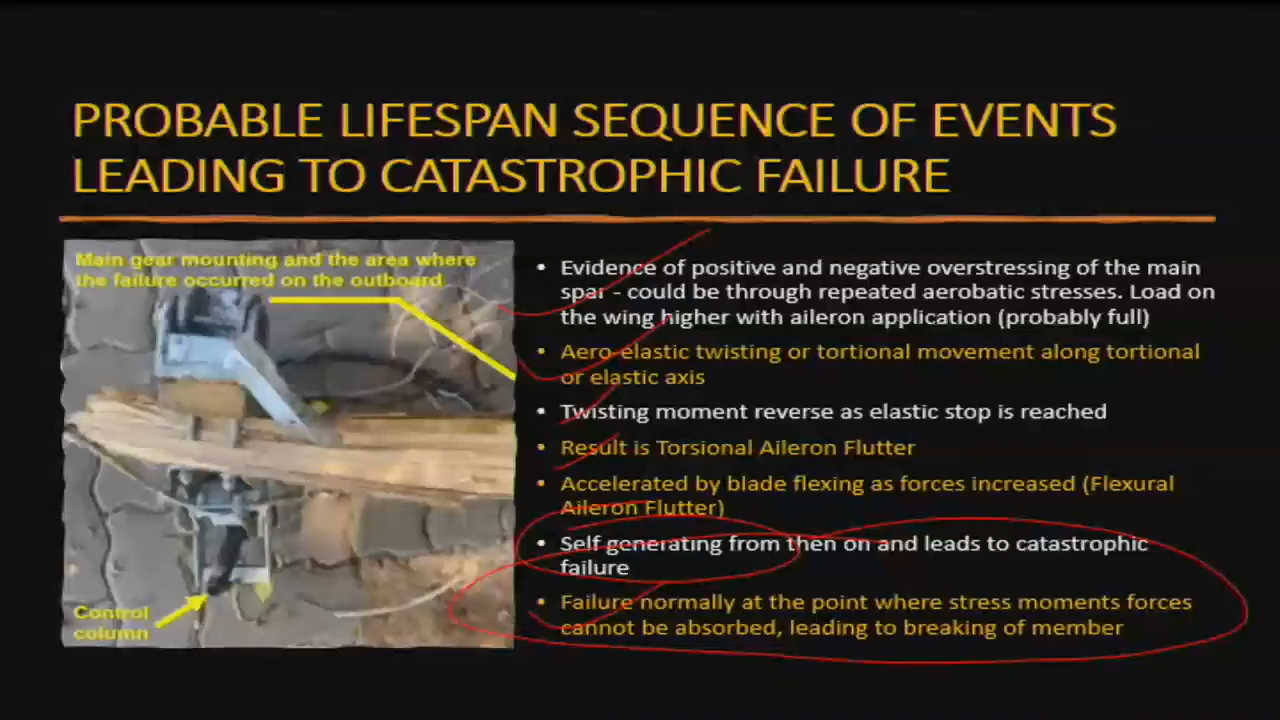 PROBABLE LIFESPAN SEQUENCE OF EVENTS
LEADING TO CATASTROPHIC FAILURE
Main gear mounting and the area where
the failure occurred on the outboard
Control
column
• Evidence of positive and negative overstressing of the main
spar - could be through repeated aerobatic stresses. Load on
the wing higher with aileron application (probably full)
• Aero-elastic twisting or tortional movement along tortional
or elastic axis
• Twisting moment reverse as elastic stop is reached
• Result is Torsional Aileron Flutter
• Accelerated by blade flexing as forces increased (Flexural
Aileron Flutter)
• Self generating from then on and leads to catastrophic
failure
• Failure normally at the point where stress moments forces
cannot be absorbed, leading to breaking of member